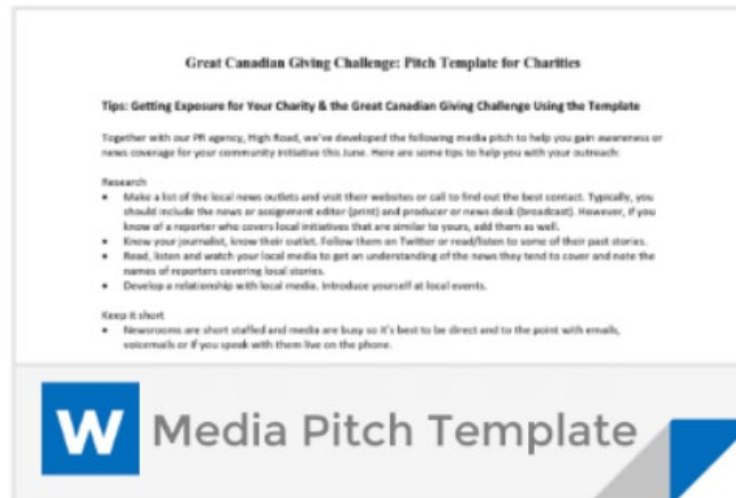 Great Canadian Giving Challenge: Pitch Template for Charities
Tips: Getting Exposure for Your Charity & the Great Canadian Giving Challenge Using the Template
Together with our PR agency, High Road, we've developed the following media pitch to help you gain awareness or
news coverage for your community initiative this June. Here are some tips to help you with your outreach:
Research
• Make a list of the local news outlets and visit their websites or call to find out the best contact. Typically, you
should include the news or assignment editor (print) and producer or news desk (broadcast). However, if you
know of a reporter who covers local initiatives that are similar to yours, add them as well.
• Know your journalist, know their outlet. Follow them on Twitter or read/listen to some of their past stories.
• Read, listen and watch your local media to get an understanding of the news they tend to cover and note the
names of reporters covering local stories.
• Develop a relationship with local media. Introduce yourself at local events.
Keep it short
• Newsrooms are short staffed and media are busy so it's best to be direct and to the point with emails,
voicemails or if you speak with them live on the phone.
W Media Pitch Template